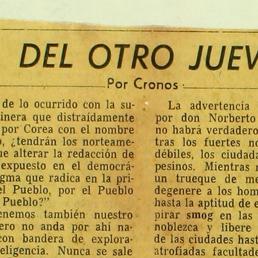 DEL OTRO JUEV
Por Cronos
de lo ocurrido con la su-
inera que distraídamente
por Corea con el nombre
o, ¿tendrán los norteame-
ue alterar la redacción de
expuesto en el democrá-
gma que radica en la pri-
el Pueblo, por el Pueblo
Pueblo?"
enemos también nuestro
ero no anda por ahí na-
con bandera de explora-
eligencia. Nunca se sale
La advertencia
por don Norberto
no habrá verdadero
tras los fuertes no
débiles, los ciudada
pesinos. Mientras n
un trueque de me
degenere a los hom
hasta la aptitud de e
pirar smog en las
noblezca y libere
de las ciudades hasta
atrofiadas facultad